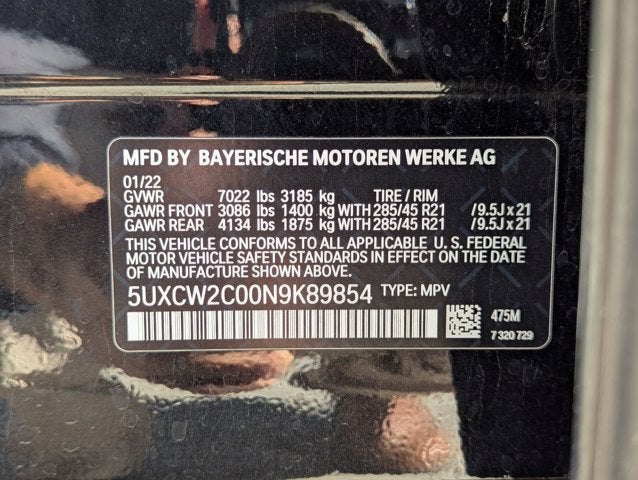 MFD BY BAYERISCHE MOTOREN WERKE AG
01/22
GVWR 7022 lbs 3185 kg TIRE / RIM
GAWR FRONT 3086 lbs 1400 kg WITH 285/45 R21 /9.5J x 21
GAWR REAR 4134 lbs 1875 kg WITH 285/45 R21 /9.5J x 21
THIS VEHICLE CONFORMS TO ALL APPLICABLE U. S. FEDERAL
MOTOR VEHICLE SAFETY STANDARDS IN EFFECT ON THE DATE
OF MANUFACTURE SHOWN ABOVE.
5UXCW2C00N9K89854 TYPE: MPV
475M
7 320 729